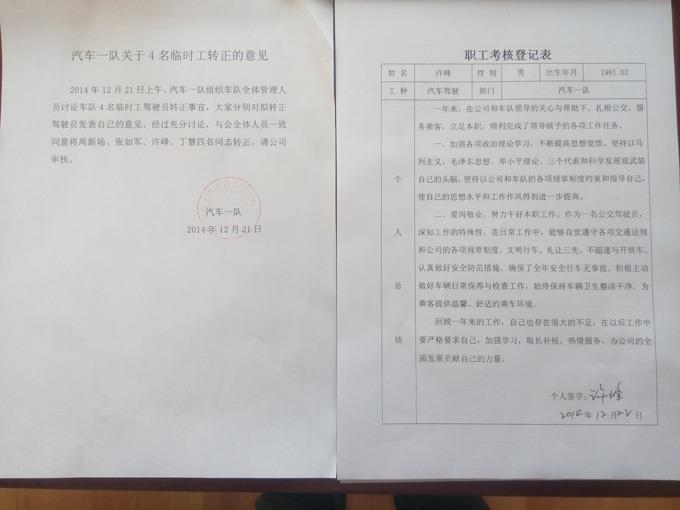 汽车一队关于4名临时工转正的意见
2014年12月21日上午，汽车一队组织车队全体管理人
员讨论车队4名临时工驾驶员转正事宜，大家分别对拟转正
驾驶员发表自己的意见。经过充分讨论，与会全体人员一致
同意将周新场、张如军、许峰、丁慧四名同志转正，请公司
审核。
汽车一队
2014年12月21日
职工考核登记表
姓名 许峰 性别 男 出生年月 1981.02
工种 汽车驾驶 部门 汽车一队
个人总结
一年来，在公司和车队领导的关心与帮助下，扎根公交，服
务乘客，立足本职，顺利完成了领导赋予的各项工作任务。
一、加强各项政治理论学习，不断提高思想觉悟，坚持以马
列主义、毛泽东思想、邓小平理论、三个代表和科学发展观武装
自己的头脑，坚持以公司和车队的各项规章制度约束和指导自己，
使自己的思想水平和工作作风得到进一步提高。
二、爱岗敬业，努力干好本职工作。作为一名公交驾驶员，
深知工作的特殊性，在日常工作中，能够自觉遵守各项交通法规
和公司的各项规章制度，文明行车，礼让三先，不超速与开快车，
认真做好安全防范措施，确保了全年安全行车无事故。积极主动
做好车辆日常保养与检查工作，始终保持车辆卫生整洁干净，为
乘客提供温馨、舒适的乘车环境。
回顾一年来的工作，自己也存在很大的不足，在以后工作中
要严格要求自己，加强学习，取长补短，热情服务，为公司的全
面发展贡献自己的力量。
个人签字：许峰
2014年12月22日